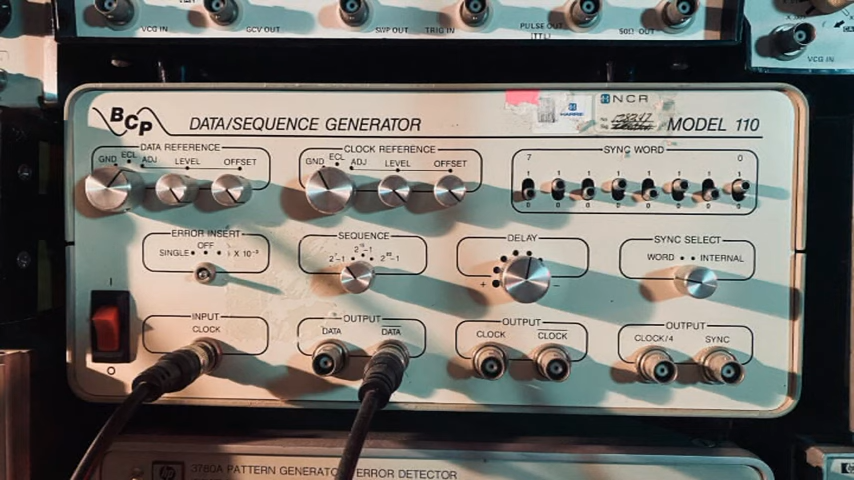 VCG IN
GCV OUT
SWP OUT
TRIG IN
PULSE OUT
(TTL)
50Ω OUT
VCG IN
BCP
DATA/SEQUENCE GENERATOR
NCR
MODEL 110
DATA REFERENCE
GND ECL ADJ LEVEL OFFSET
CLOCK REFERENCE
GND ECL ADJ LEVEL OFFSET
SYNC WORD
7 0
1 1 1 1 1 1 1 1
0 0 0 0 0 0 0 0
ERROR INSERT
SINGLE OFF X 10⁻³
SEQUENCE
DELAY
+ −
SYNC SELECT
WORD INTERNAL
I
O
INPUT
CLOCK
OUTPUT
DATA DATA
OUTPUT
CLOCK CLOCK
OUTPUT
CLOCK/4 SYNC
hp
3780A PATTERN GENERATOR ERROR DETECTOR